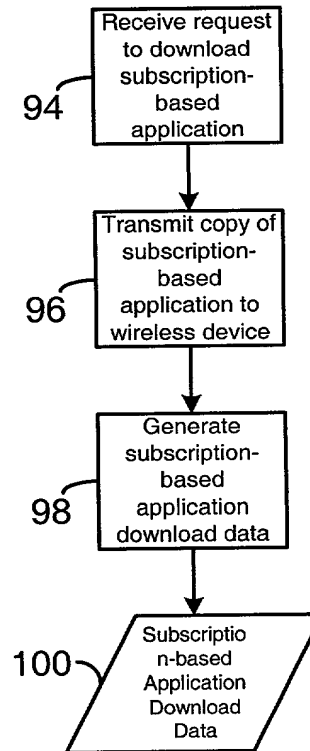 Receive request
to download
subscription-
based
application
94
Transmit copy of
subscription-
based
application to
wireless device
96
Generate
subscription-
based
application
download data
98
Subscriptio
n-based
Application
Download
Data
100